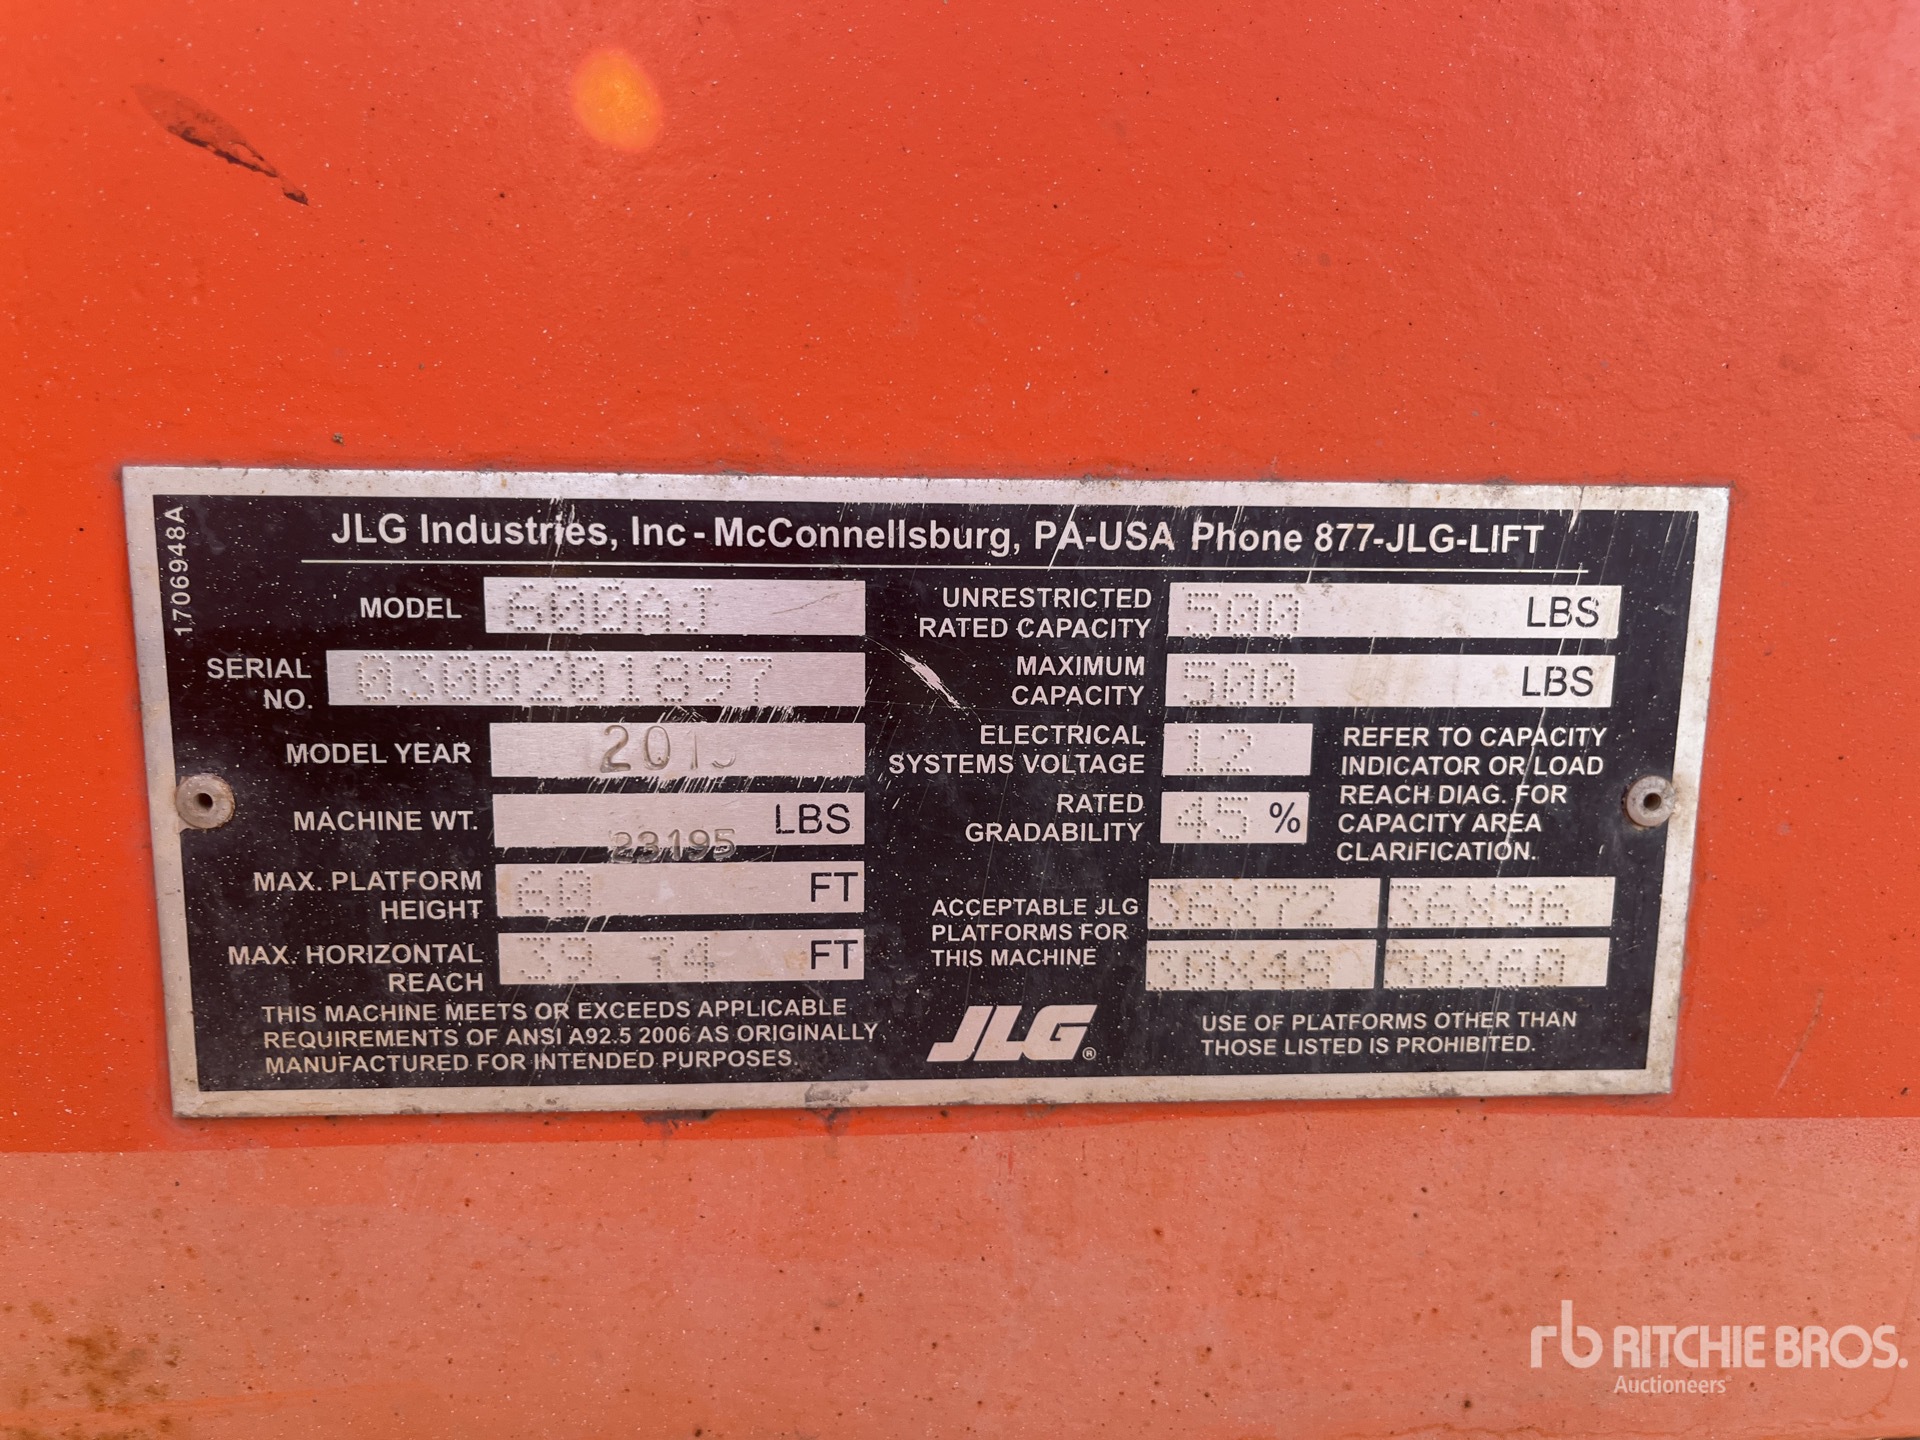 17069948A
JLG Industries, Inc - McConnellsburg, PA-USA Phone 877-JLG-LIFT
MODEL 600AJ
SERIAL NO. 0300201897
MODEL YEAR
MACHINE WT. 23195 LBS
MAX. PLATFORM HEIGHT 60 FT
MAX. HORIZONTAL REACH 39.74 FT
THIS MACHINE MEETS OR EXCEEDS APPLICABLE
REQUIREMENTS OF ANSI A92.5 2006 AS ORIGINALLY
MANUFACTURED FOR INTENDED PURPOSES.
UNRESTRICTED
RATED CAPACITY 500 LBS
MAXIMUM
CAPACITY 500 LBS
ELECTRICAL
SYSTEMS VOLTAGE 12
RATED
GRADABILITY 45 %
REFER TO CAPACITY
INDICATOR OR LOAD
REACH DIAG. FOR
CAPACITY AREA
CLARIFICATION.
ACCEPTABLE JLG
PLATFORMS FOR
THIS MACHINE
36X72 36X96
30X48 30X60
JLG®
USE OF PLATFORMS OTHER THAN
THOSE LISTED IS PROHIBITED.
rb RITCHIE BROS.
Auctioneers